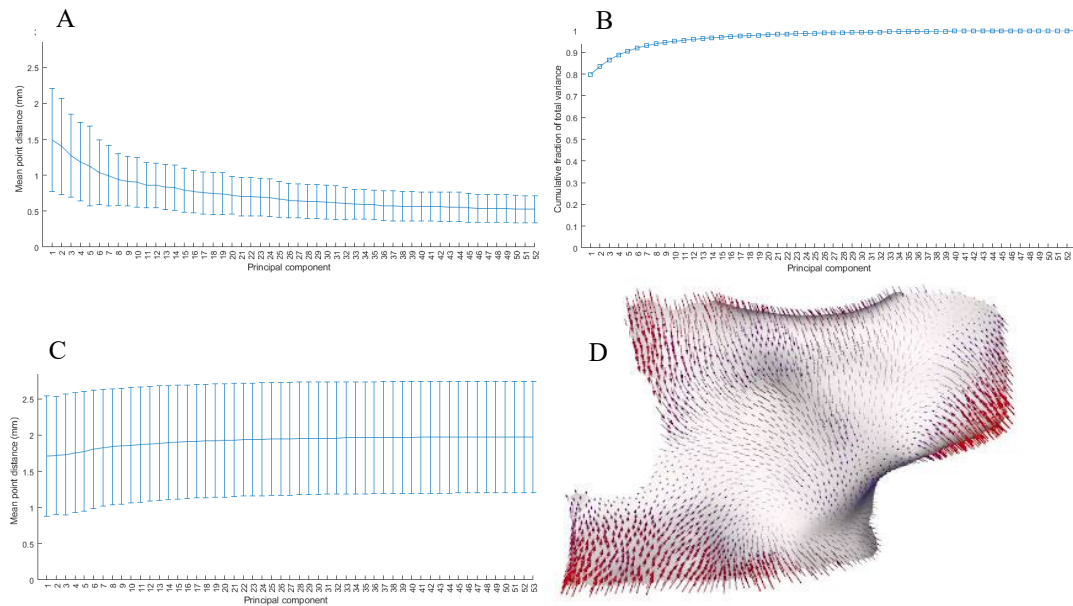 A
2.5
2
1.5
1
0.5
0
Mean point distance (mm)
1 2 3 4 5 6 7 8 9 10 11 12 13 14 15 16 17 18 19 20 21 22 23 24 25 26 27 28 29 30 31 32 33 34 35 36 37 38 39 40 41 42 43 44 45 46 47 48 49 50 51 52
Principal component
B
1
0.9
0.8
0.7
0.6
0.5
0.4
0.3
0.2
0.1
0
Cumulative fraction of total variance
1 2 3 4 5 6 7 8 9 10 11 12 13 14 15 16 17 18 19 20 21 22 23 24 25 26 27 28 29 30 31 32 33 34 35 36 37 38 39 40 41 42 43 44 45 46 47 48 49 50 51 52
Principal component
C
2.5
2
1.5
1
0.5
0
Mean point distance (mm)
1 2 3 4 5 6 7 8 9 10 11 12 13 14 15 16 17 18 19 20 21 22 23 24 25 26 27 28 29 30 31 32 33 34 35 36 37 38 39 40 41 42 43 44 45 46 47 48 49 50 51 52 53
Principal component
D